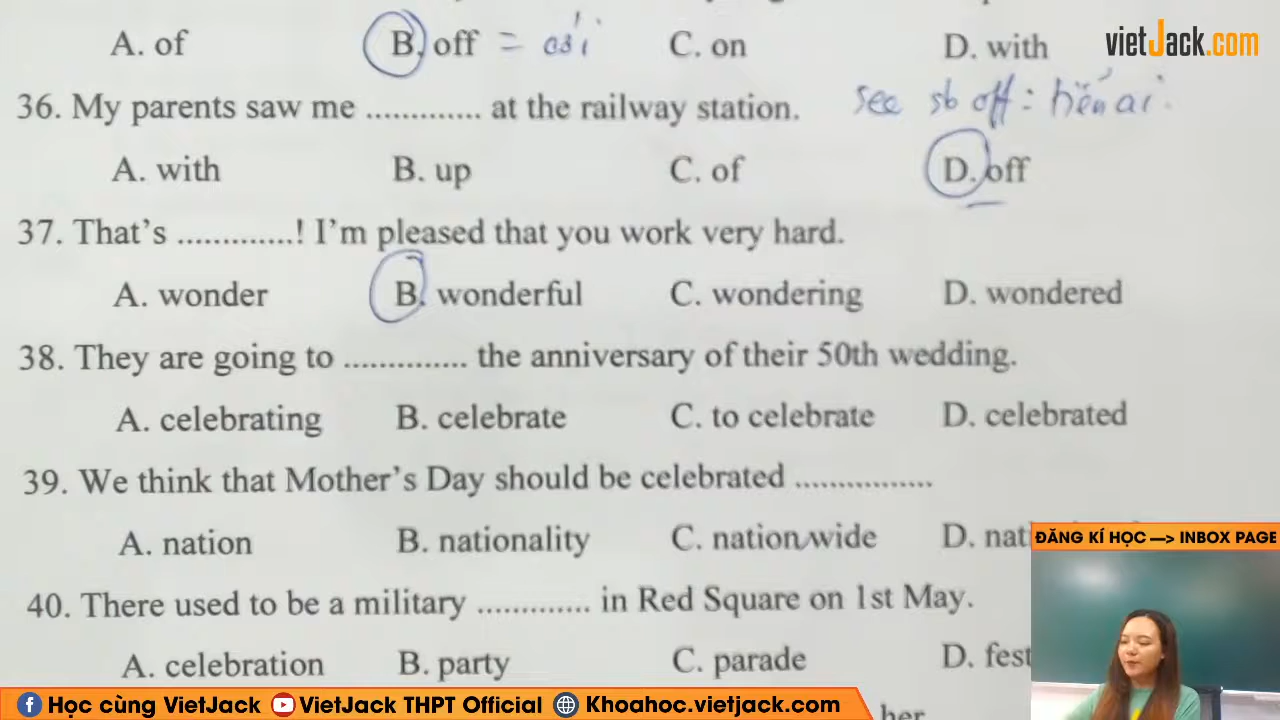 A. of B. off = cởi C. on D. with
vietJack.com
36. My parents saw me ............. at the railway station. see sb off : tiễn ai
A. with B. up C. of D. off
37. That's .............! I'm pleased that you work very hard.
A. wonder B. wonderful C. wondering D. wondered
38. They are going to .............. the anniversary of their 50th wedding.
A. celebrating B. celebrate C. to celebrate D. celebrated
39. We think that Mother's Day should be celebrated ................
A. nation B. nationality C. nation wide D.
ĐĂNG KÍ HỌC —> INBOX PAGE
40. There used to be a military ............. in Red Square on 1st May.
A. celebration B. party C. parade D.
Học cùng VietJack VietJack THPT Official Khoahoc.vietjack.com
her